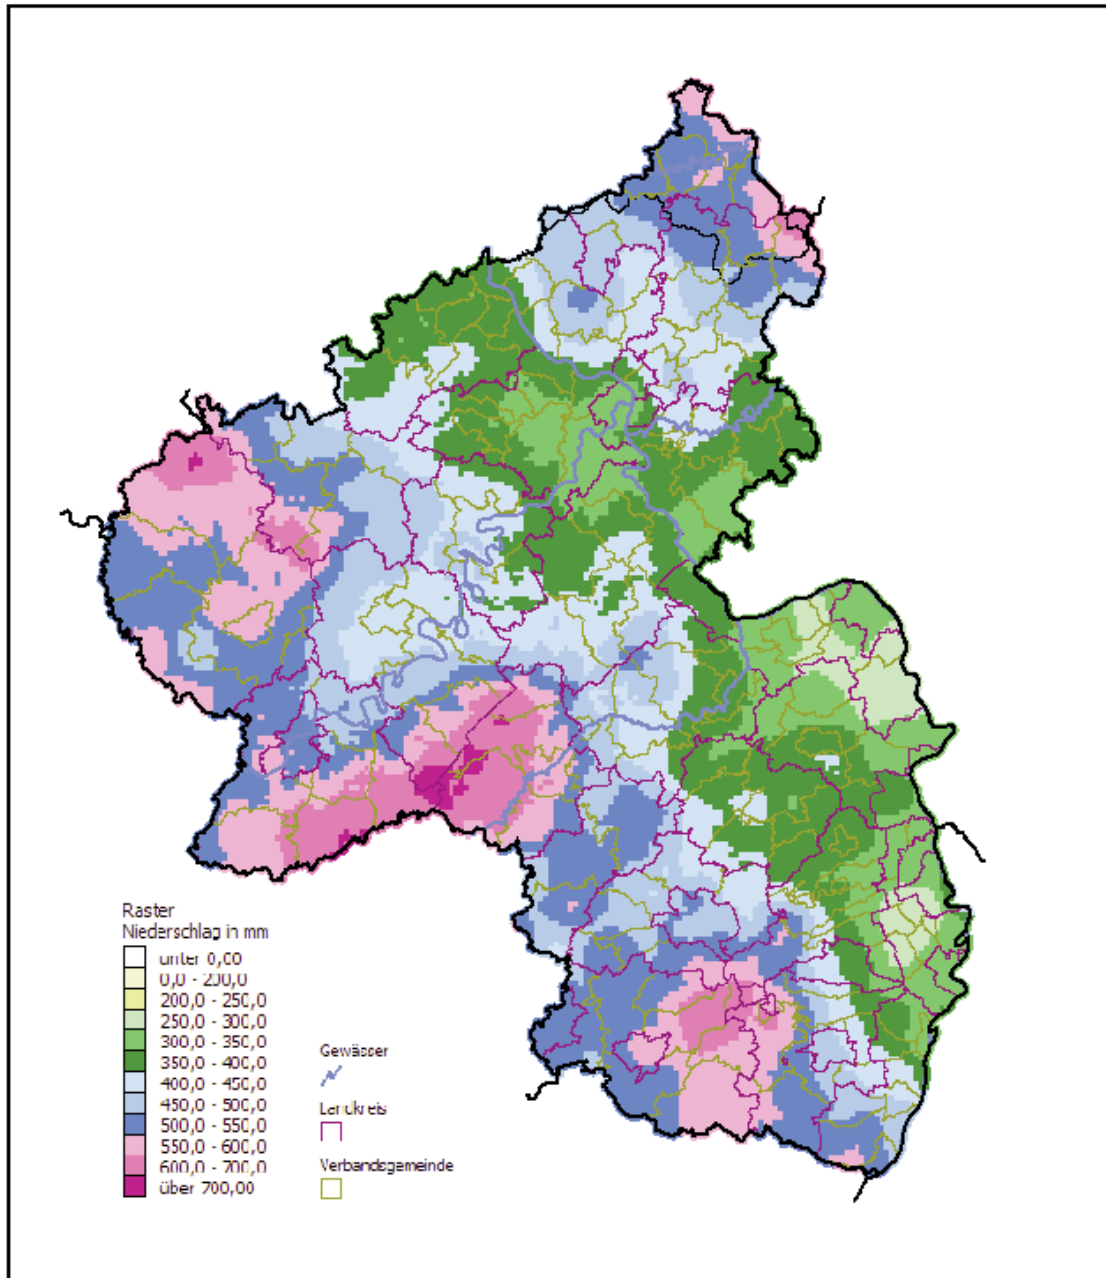 Raster
Niederschlag in mm
unter 0,00
0,0 - 200,0
200,0 - 250,0
250,0 - 300,0
300,0 - 350,0
350,0 - 400,0
400,0 - 450,0
450,0 - 500,0
500,0 - 550,0
550,0 - 600,0
600,0 - 700,0
über 700,00
Gewässer
Landkreis
Verbandsgemeinde